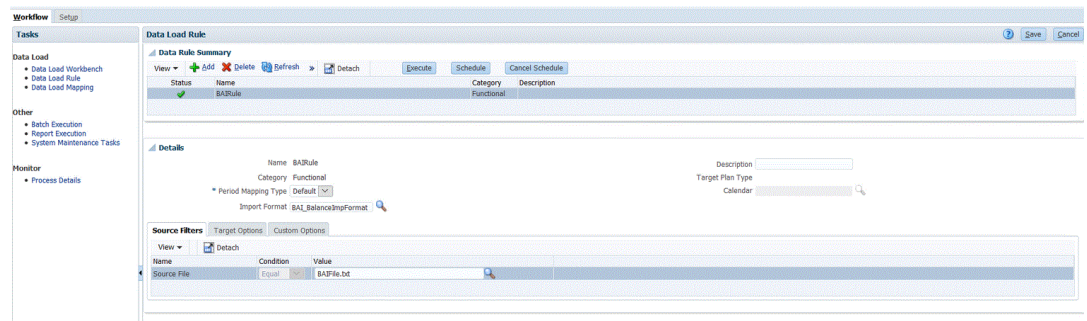 Workflow Setup
Tasks
Data Load
Data Load Workbench
Data Load Rule
Data Load Mapping
Other
Batch Execution
Report Execution
System Maintenance Tasks
Monitor
Process Details
Data Load Rule ? Save Cancel
Data Rule Summary
View Add Delete Refresh » Detach Execute Schedule Cancel Schedule
Status Name Category Description
BAIRule Functional
Details
Name BAIRule Description
Category Functional Target Plan Type
* Period Mapping Type Default Calendar
Import Format BAI_BalanceImpFormat
Source Filters Target Options Custom Options
View Detach
Name Condition Value
Source File Equal BAIFile.txt